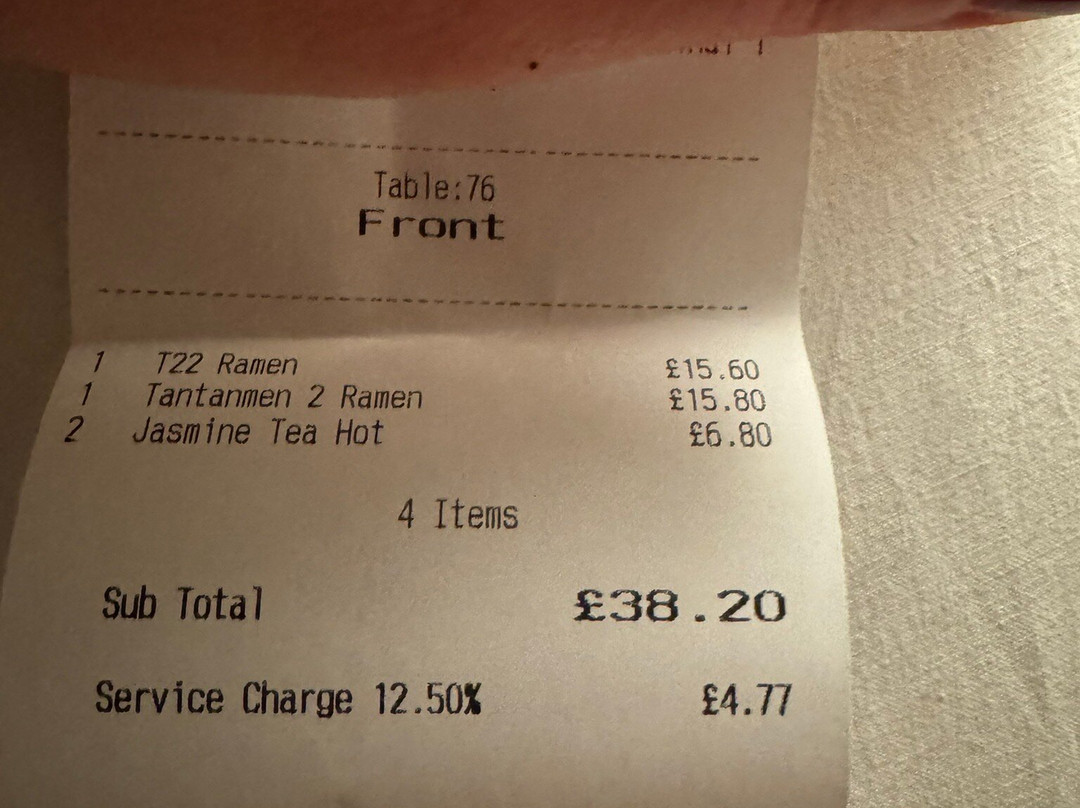 Table:76
Front
1 T22 Ramen £15.60
1 Tantanmen 2 Ramen £15.80
2 Jasmine Tea Hot £6.80
4 Items
Sub Total £38.20
Service Charge 12.50% £4.77